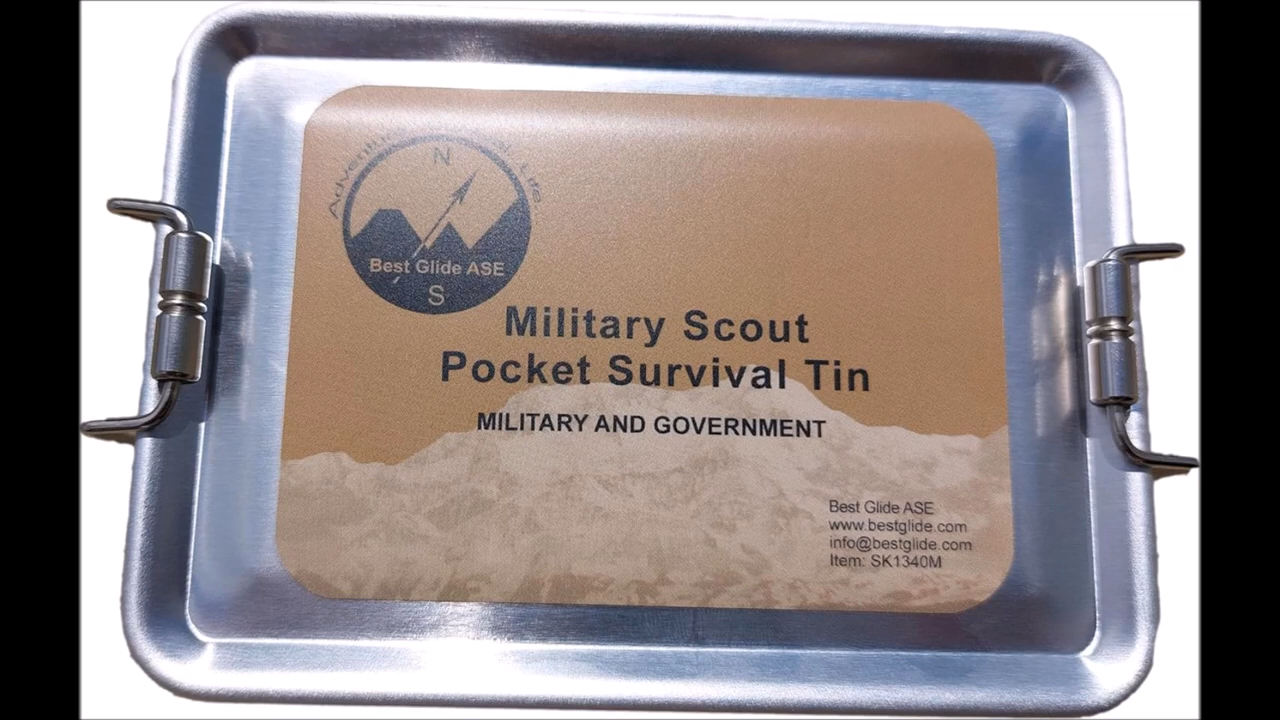 Life
N
Best Glide ASE
S
Military Scout
Pocket Survival Tin
MILITARY AND GOVERNMENT
Best Glide ASE
www.bestglide.com
info@bestglide.com
Item: SK1340M